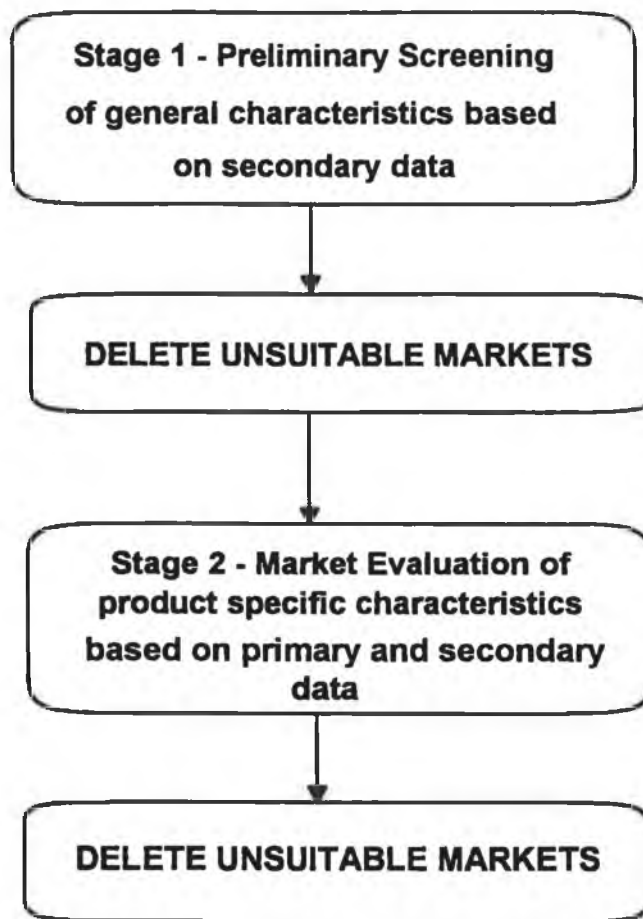 Stage 1 - Preliminary Screening
of general characteristics based
on secondary data
DELETE UNSUITABLE MARKETS
Stage 2 - Market Evaluation of
product specific characteristics
based on primary and secondary
data
DELETE UNSUITABLE MARKETS